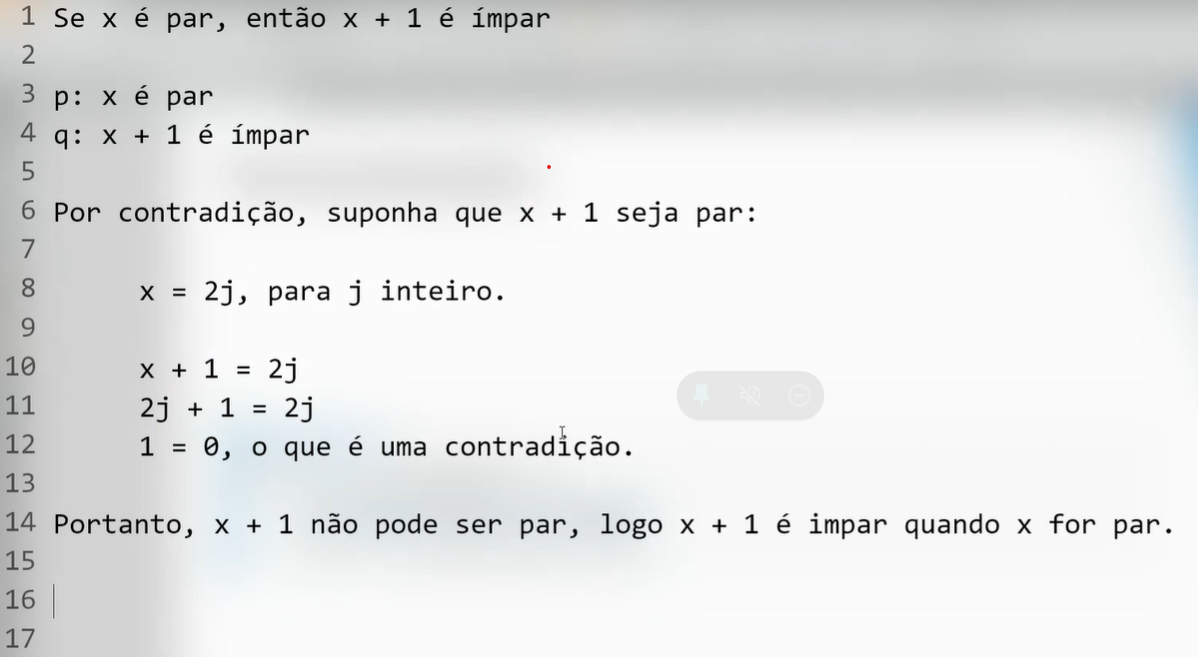 1 Se x é par, então x + 1 é ímpar
2
3 p: x é par
4 q: x + 1 é ímpar
5
6 Por contradição, suponha que x + 1 seja par:
7
8 x = 2j, para j inteiro.
9
10 x + 1 = 2j
11 2j + 1 = 2j
12 1 = 0, o que é uma contradição.
13
14 Portanto, x + 1 não pode ser par, logo x + 1 é impar quando x for par.
15
16
17